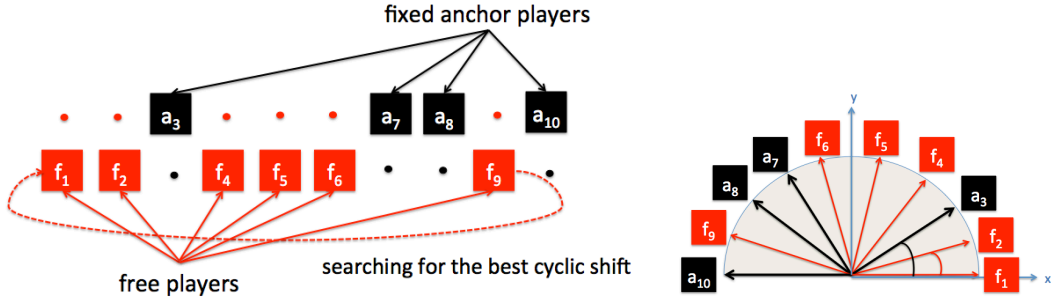 fixed anchor players
a3 a7 a8 a10
f1 f2 f4 f5 f6 f9
free players
searching for the best cyclic shift
y
f6 f5
a7 f4
a8 a3
f9 f2
a10 f1 x